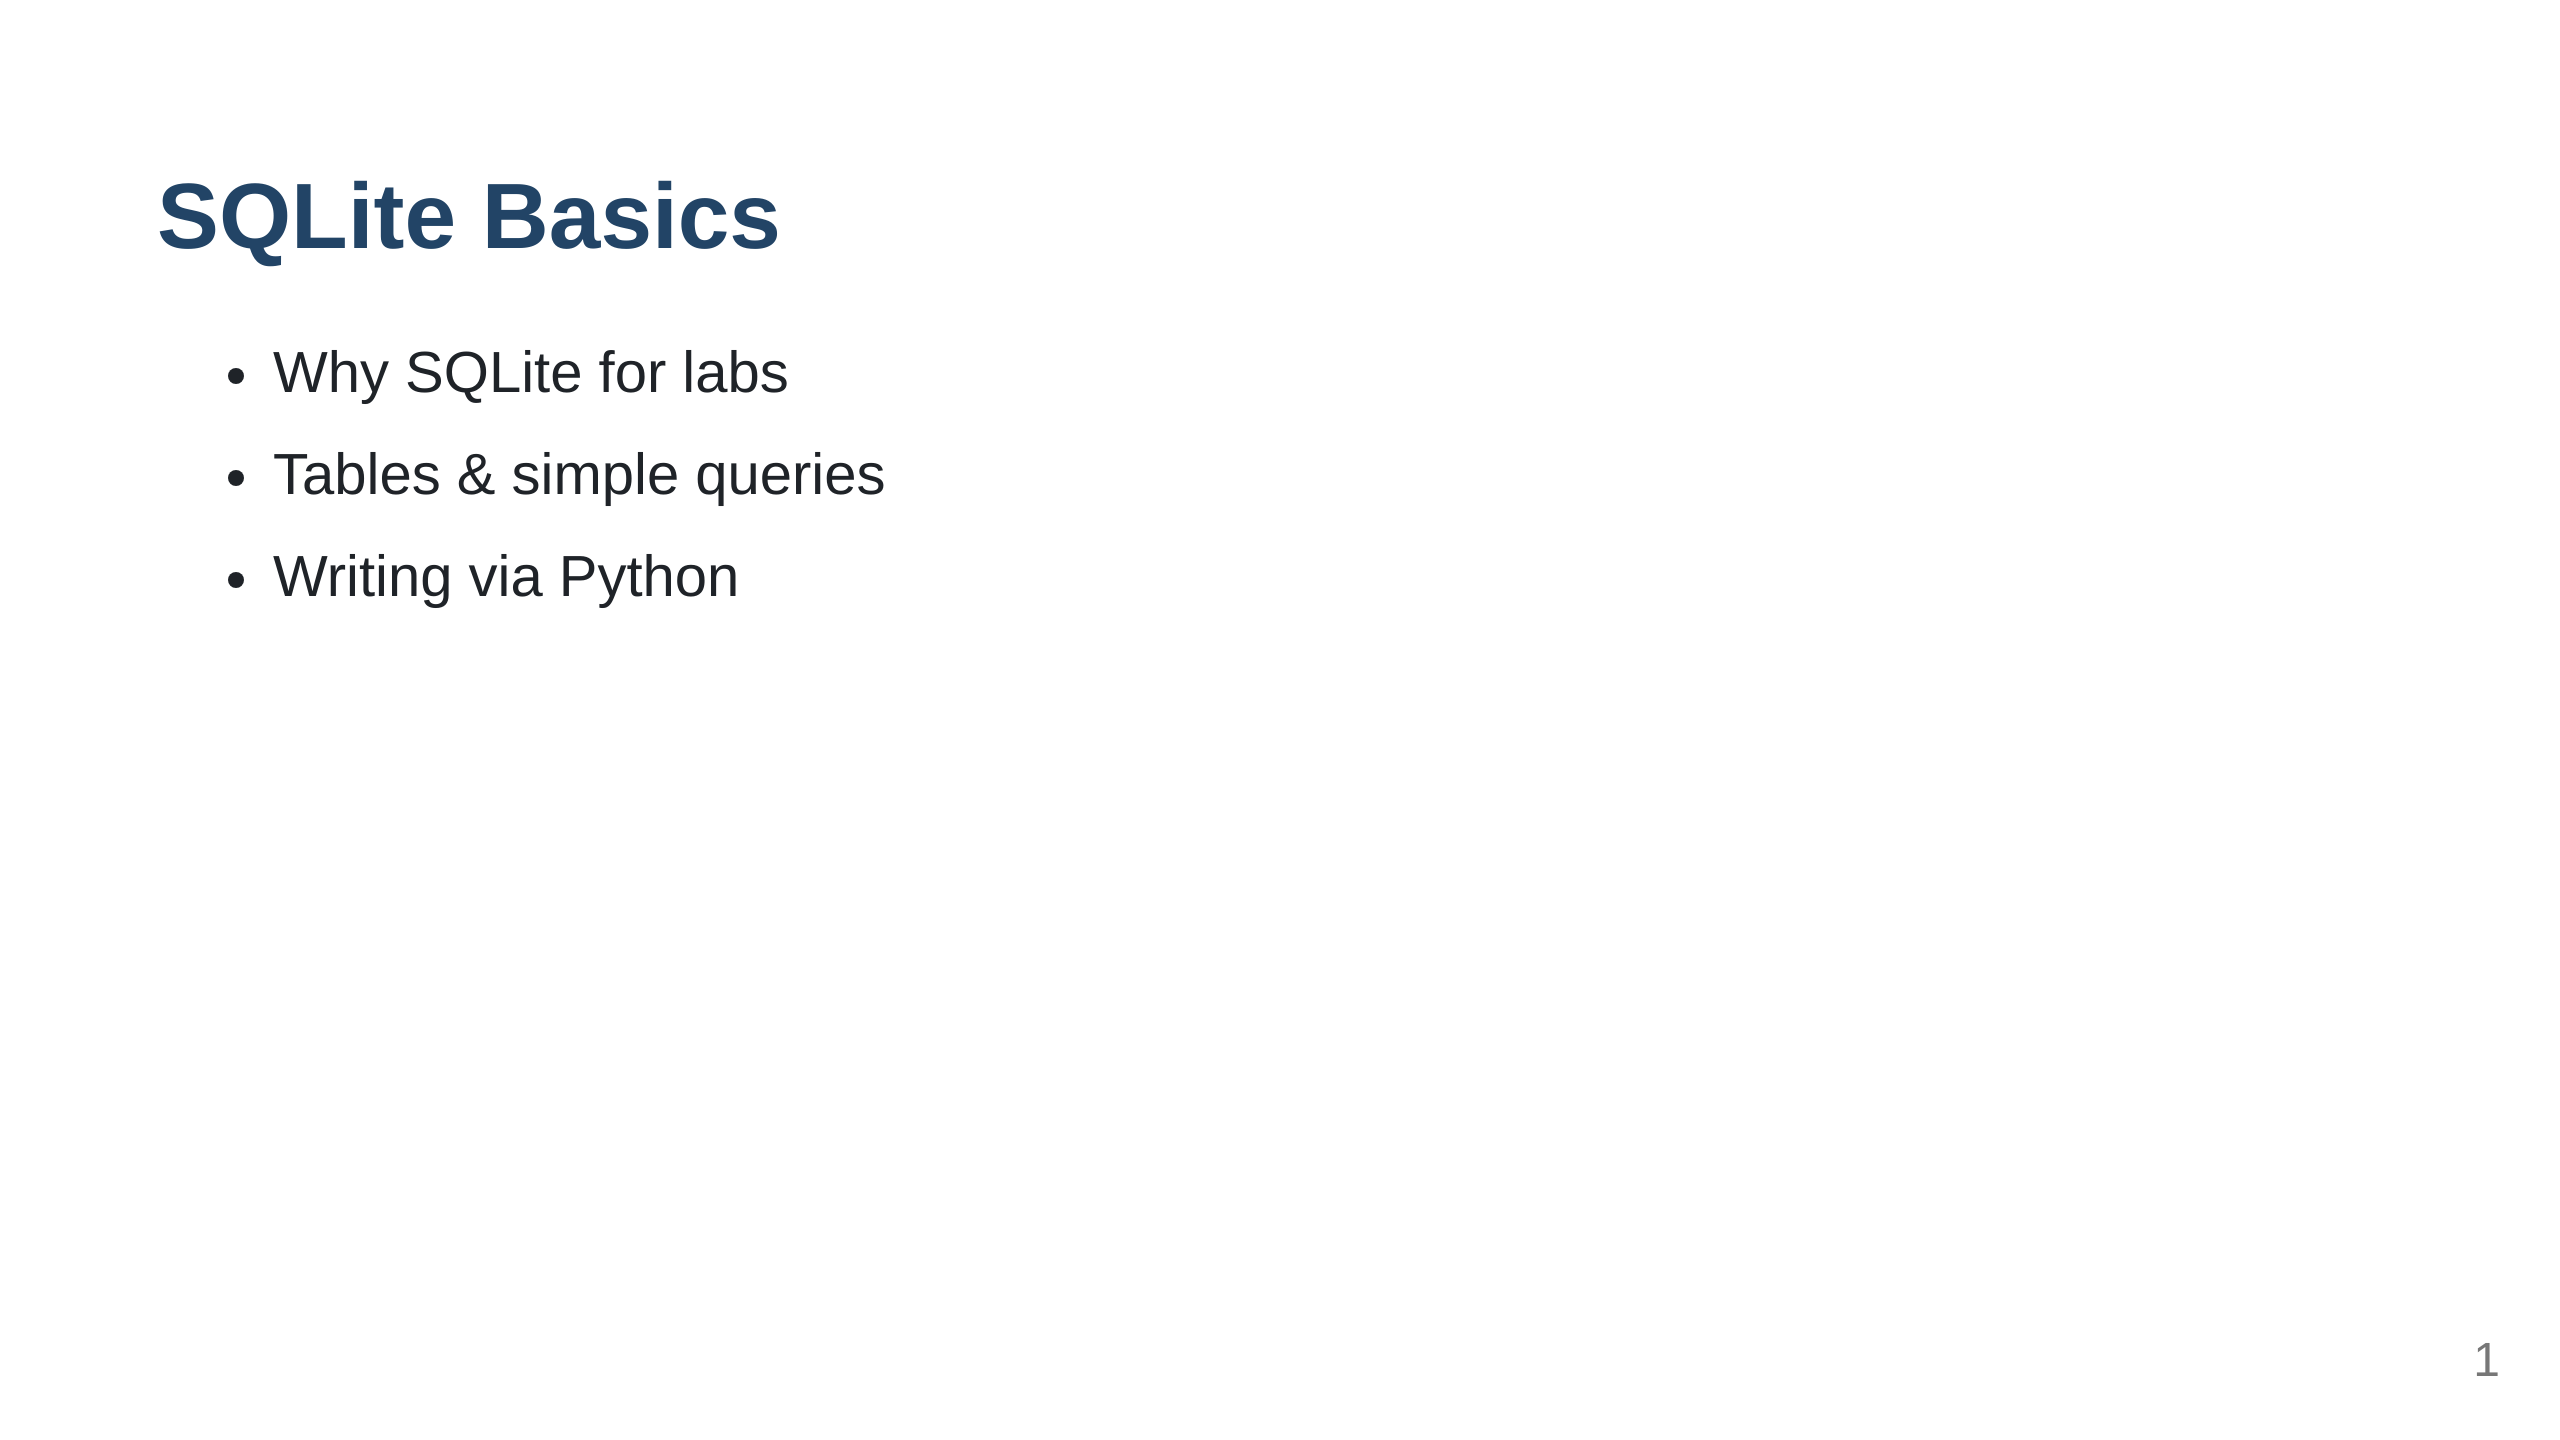 SQLite Basics
• Why SQLite for labs
• Tables & simple queries
• Writing via Python
1